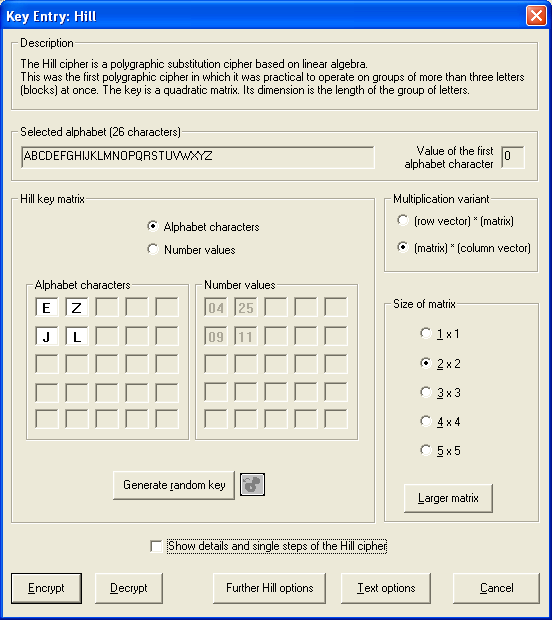 Key Entry: Hill
Description
The Hill cipher is a polygraphic substitution cipher based on linear algebra.
This was the first polygraphic cipher in which it was practical to operate on groups of more than three letters
(blocks) at once. The key is a quadratic matrix. Its dimension is the length of the group of letters.
Selected alphabet (26 characters)
ABCDEFGHIJKLMNOPQRSTUVWXYZ
Value of the first
alphabet character
0
Hill key matrix
Alphabet characters
Number values
Alphabet characters
E Z
J L
Number values
04 25
09 11
Generate random key
Multiplication variant
(row vector) * (matrix)
(matrix) * (column vector)
Size of matrix
1 x 1
2 x 2
3 x 3
4 x 4
5 x 5
Larger matrix
Show details and single steps of the Hill cipher
Encrypt
Decrypt
Further Hill options
Text options
Cancel